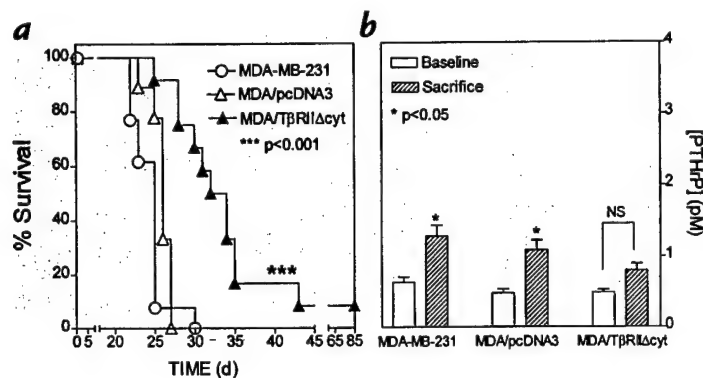 a
b
100
80
60
40
20
0
% Survival
MDA-MB-231
MDA/pcDNA3
MDA/TβRIIΔcyt
*** p<0.001
***
0 5 20 25 30 35 40 45 65 85
TIME (d)
Baseline
Sacrifice
* p<0.05
*
*
NS
4
3
2
1
0
[PTHrP] (pM)
MDA-MB-231 MDA/pcDNA3 MDA/TβRIIΔcyt